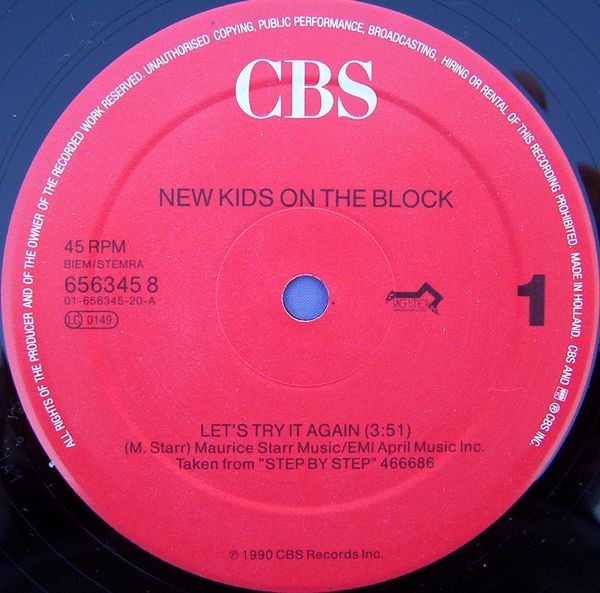 ALL RIGHTS OF THE PRODUCER AND OF THE OWNER OF THE RECORDED WORK RESERVED. UNAUTHORISED COPYING, PUBLIC PERFORMANCE, BROADCASTING, HIRING OR RENTAL OF THIS RECORDING PROHIBITED. MADE IN HOLLAND. CBS AND ℗ CBS INC.
CBS
NEW KIDS ON THE BLOCK
45 RPM
BIEM/STEMRA
656345 8
01-656345-20-A
LC 0149
1
LET'S TRY IT AGAIN (3:51)
(M. Starr) Maurice Starr Music/EMI April Music Inc.
Taken from "STEP BY STEP" 466686
℗ 1990 CBS Records Inc.